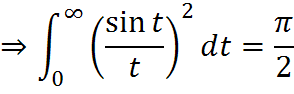 ⇒ ∫₀^∞ (sin t / t)² dt = π/2